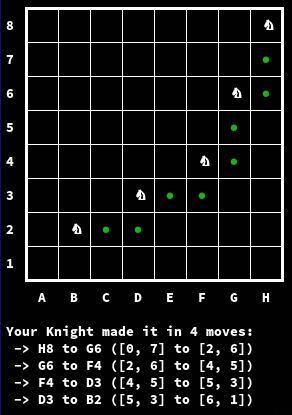 8
7
6
5
4
3
2
1
A B C D E F G H
Your Knight made it in 4 moves:
-> H8 to G6 ([0, 7] to [2, 6])
-> G6 to F4 ([2, 6] to [4, 5])
-> F4 to D3 ([4, 5] to [5, 3])
-> D3 to B2 ([5, 3] to [6, 1])